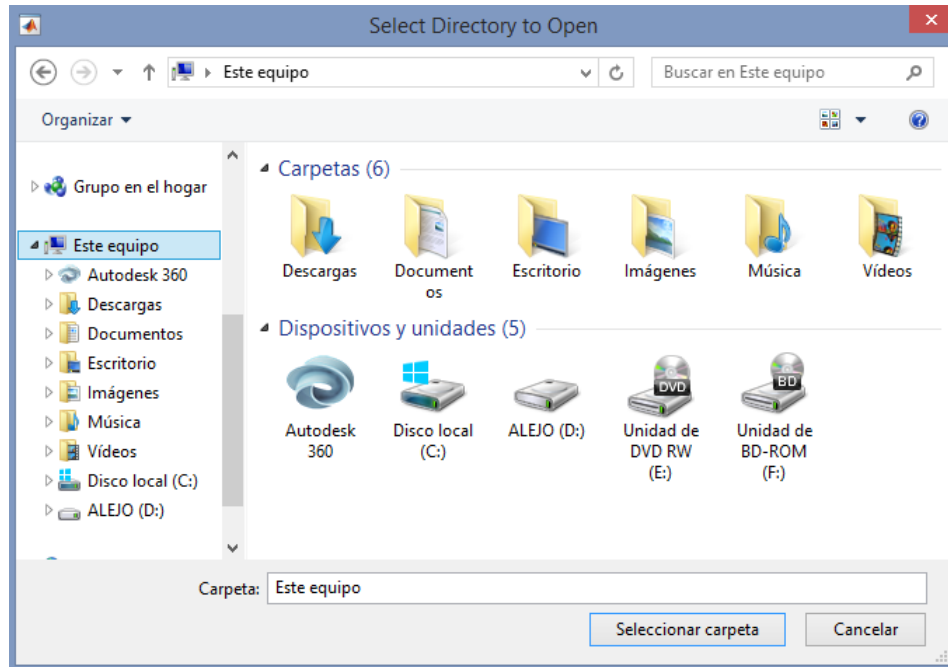 Select Directory to Open
Este equipo
Buscar en Este equipo
Organizar
Grupo en el hogar
Este equipo
Autodesk 360
Descargas
Documentos
Escritorio
Imágenes
Música
Vídeos
Disco local (C:)
ALEJO (D:)
Carpetas (6)
Descargas
Document
os
Escritorio
Imágenes
Música
Vídeos
Dispositivos y unidades (5)
Autodesk
360
Disco local
(C:)
ALEJO (D:)
DVD
Unidad de
DVD RW
(E:)
BD
Unidad de
BD-ROM
(F:)
Carpeta:
Este equipo
Seleccionar carpeta
Cancelar